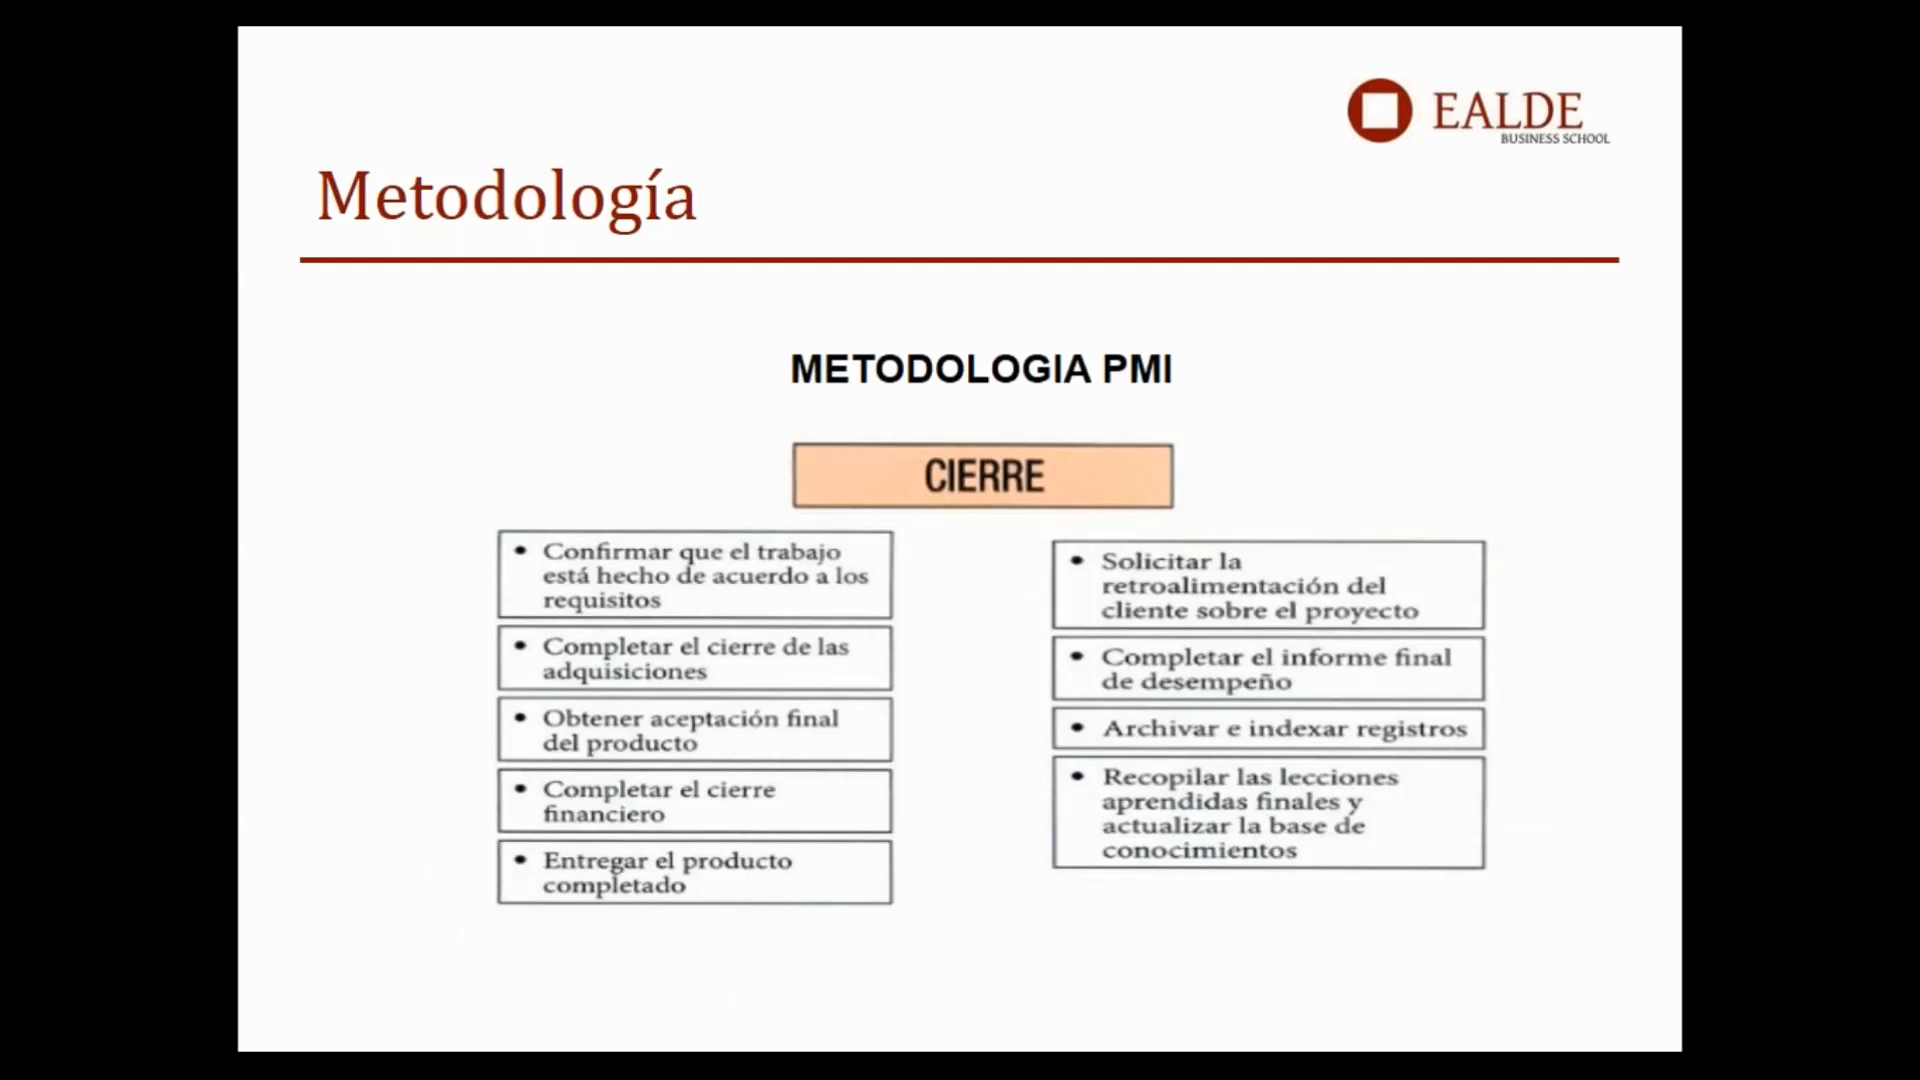 EALDE
BUSINESS SCHOOL
Metodología
METODOLOGIA PMI
CIERRE
• Confirmar que el trabajo
está hecho de acuerdo a los
requisitos
• Completar el cierre de las
adquisiciones
• Obtener aceptación final
del producto
• Completar el cierre
financiero
• Entregar el producto
completado
• Solicitar la
retroalimentación del
cliente sobre el proyecto
• Completar el informe final
de desempeño
• Archivar e indexar registros
• Recopilar las lecciones
aprendidas finales y
actualizar la base de
conocimientos